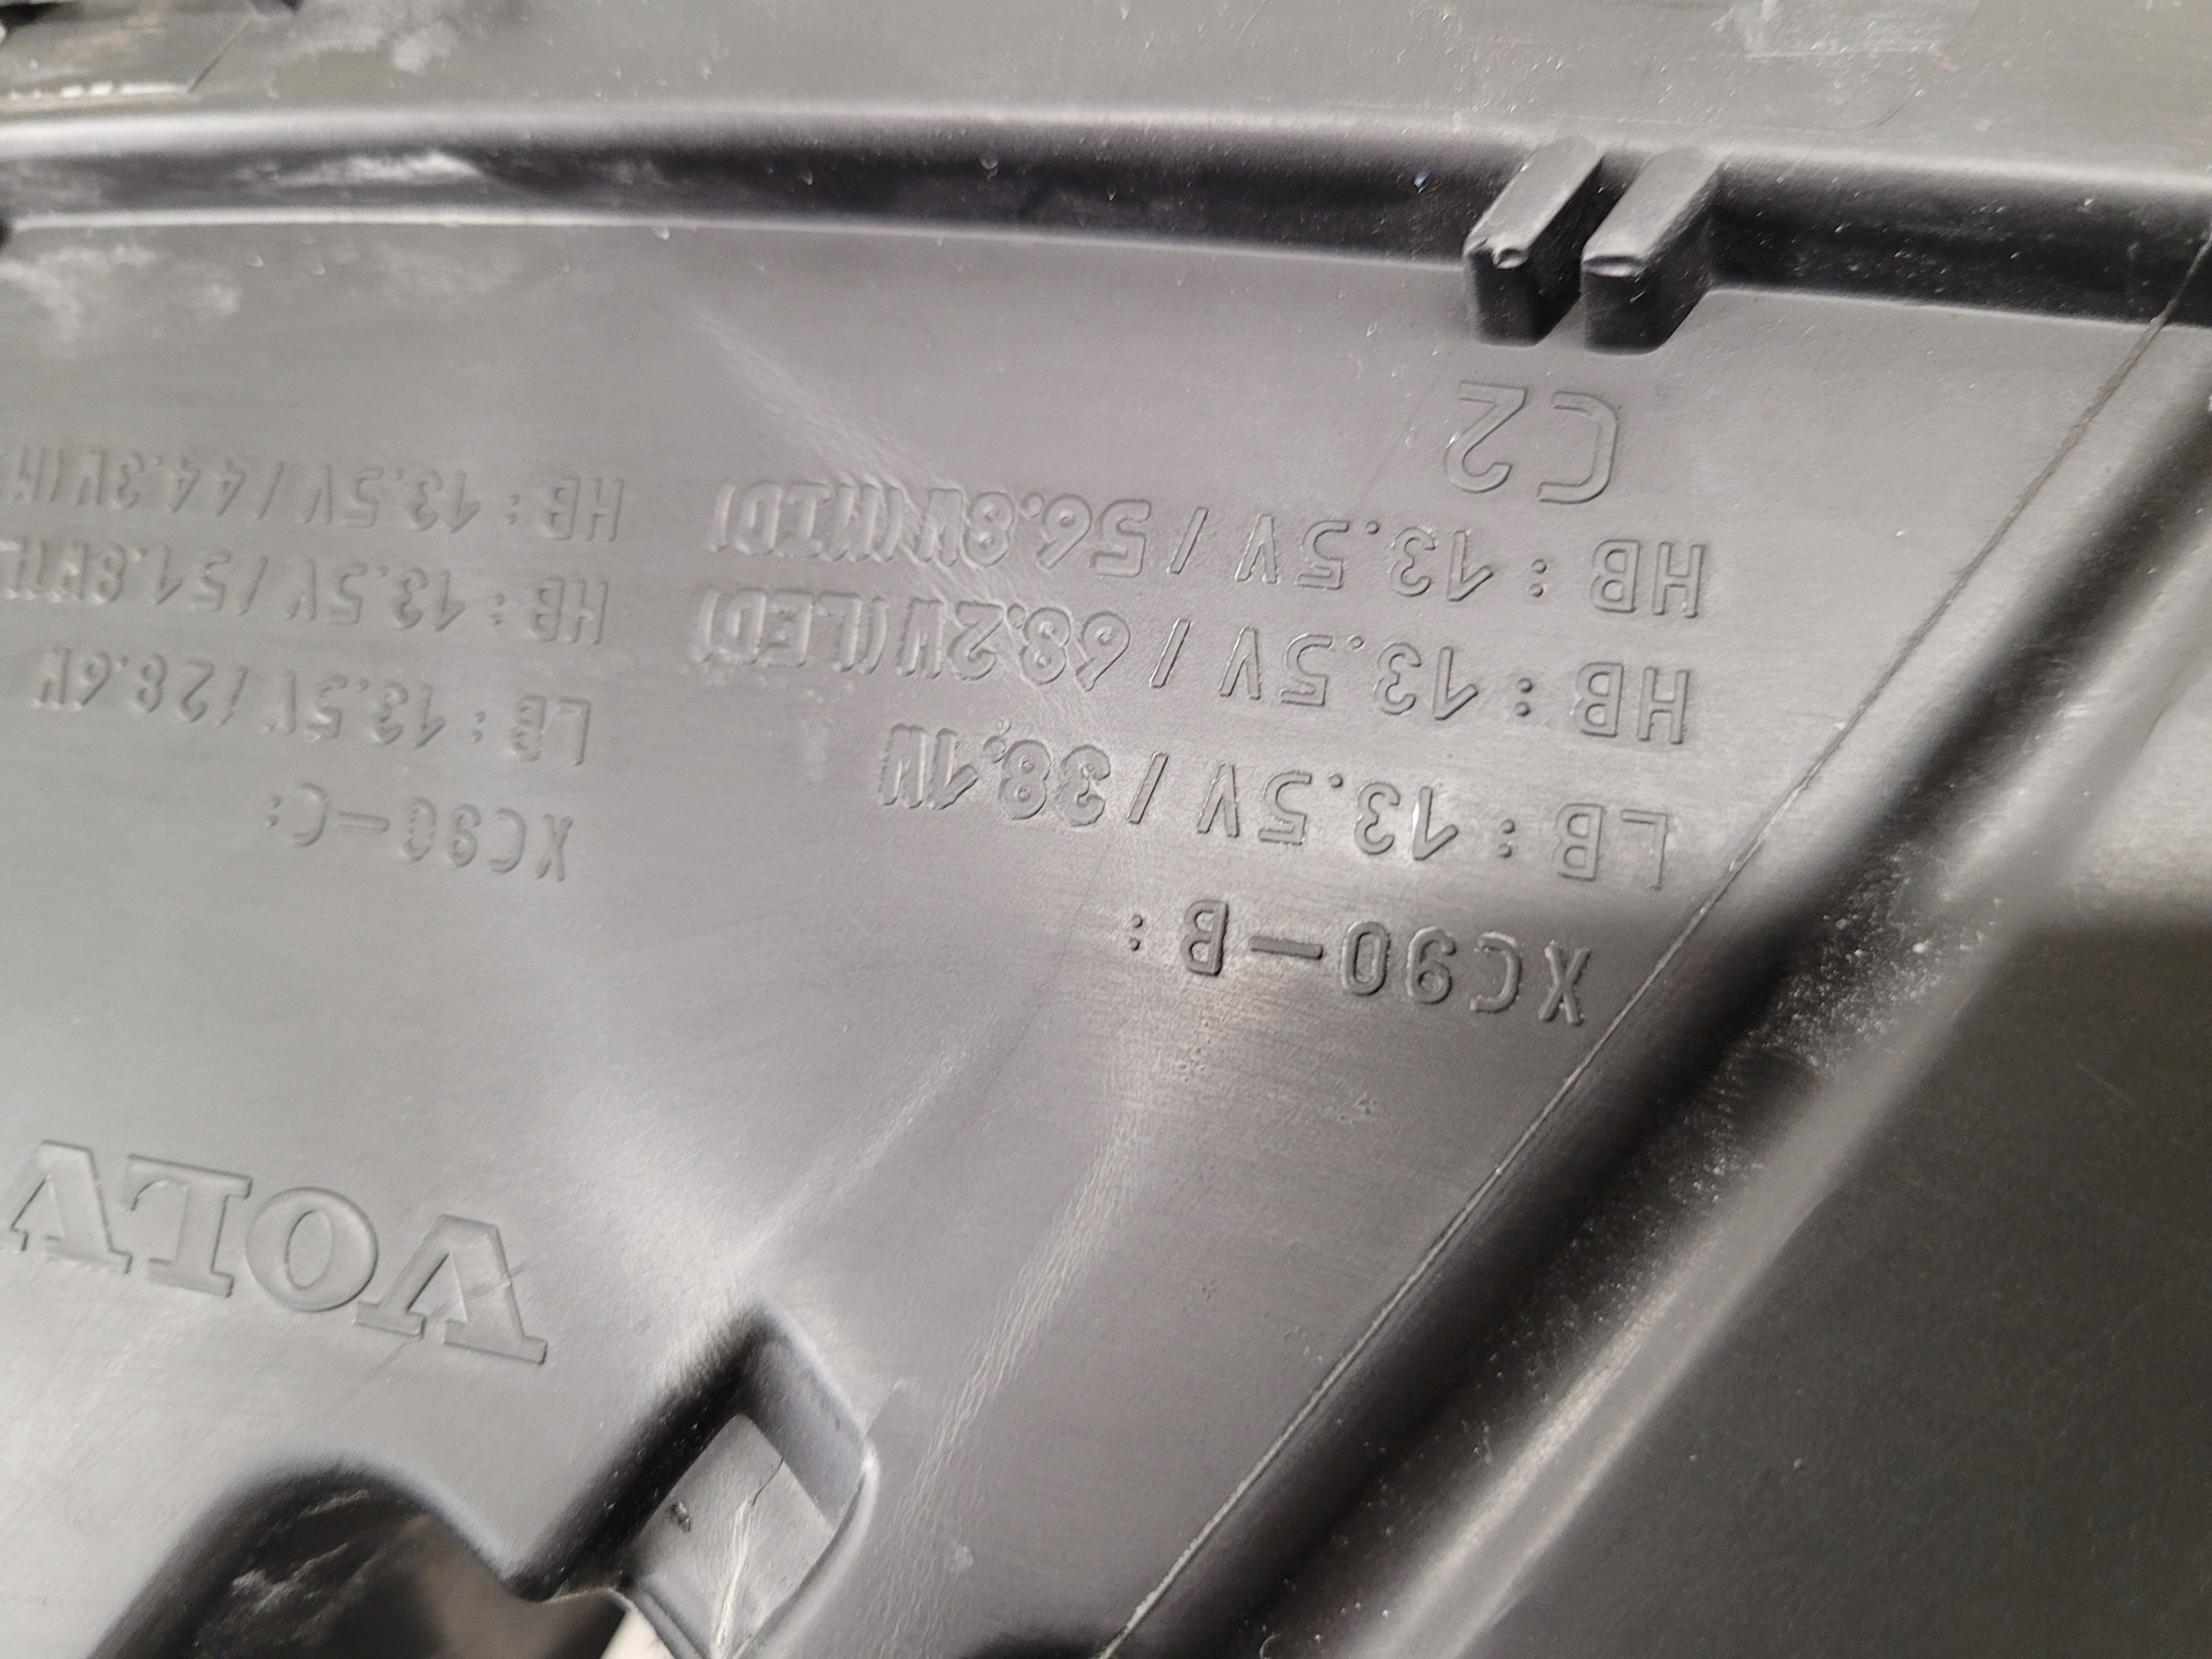 VOLV
XC90-B:
LB : 13.5V / 38.1W
HB : 13.5V / 68.2W(LED)
HB : 13.5V / 56.8W(MID)
C2
XC90-C:
LB : 13.5V / 28.6W
HB : 13.5V / 51.8W(L
HB : 13.5V / 44.3W(M